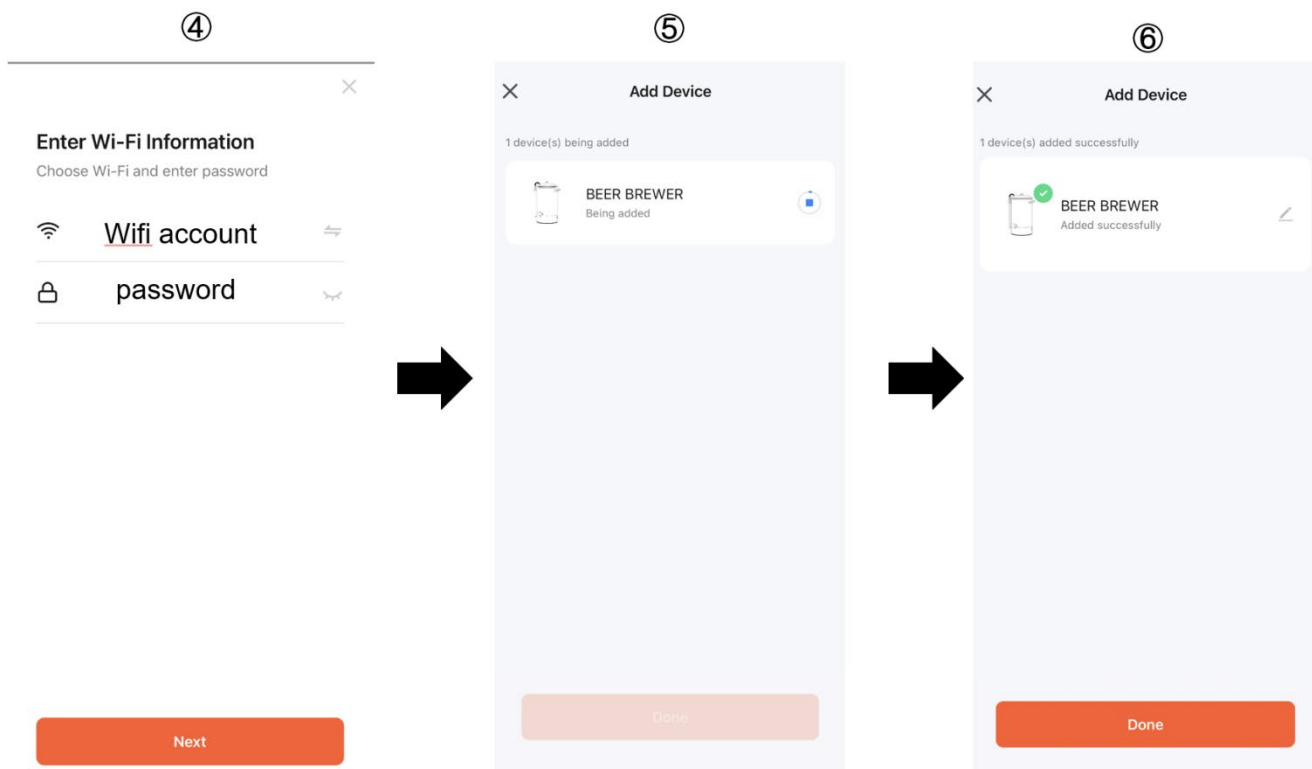 ④
Enter Wi-Fi Information
Choose Wi-Fi and enter password
Wifi account
password
Next
⑤
Add Device
1 device(s) being added
BEER BREWER
Being added
Done
⑥
Add Device
1 device(s) added successfully
BEER BREWER
Added successfully
Done